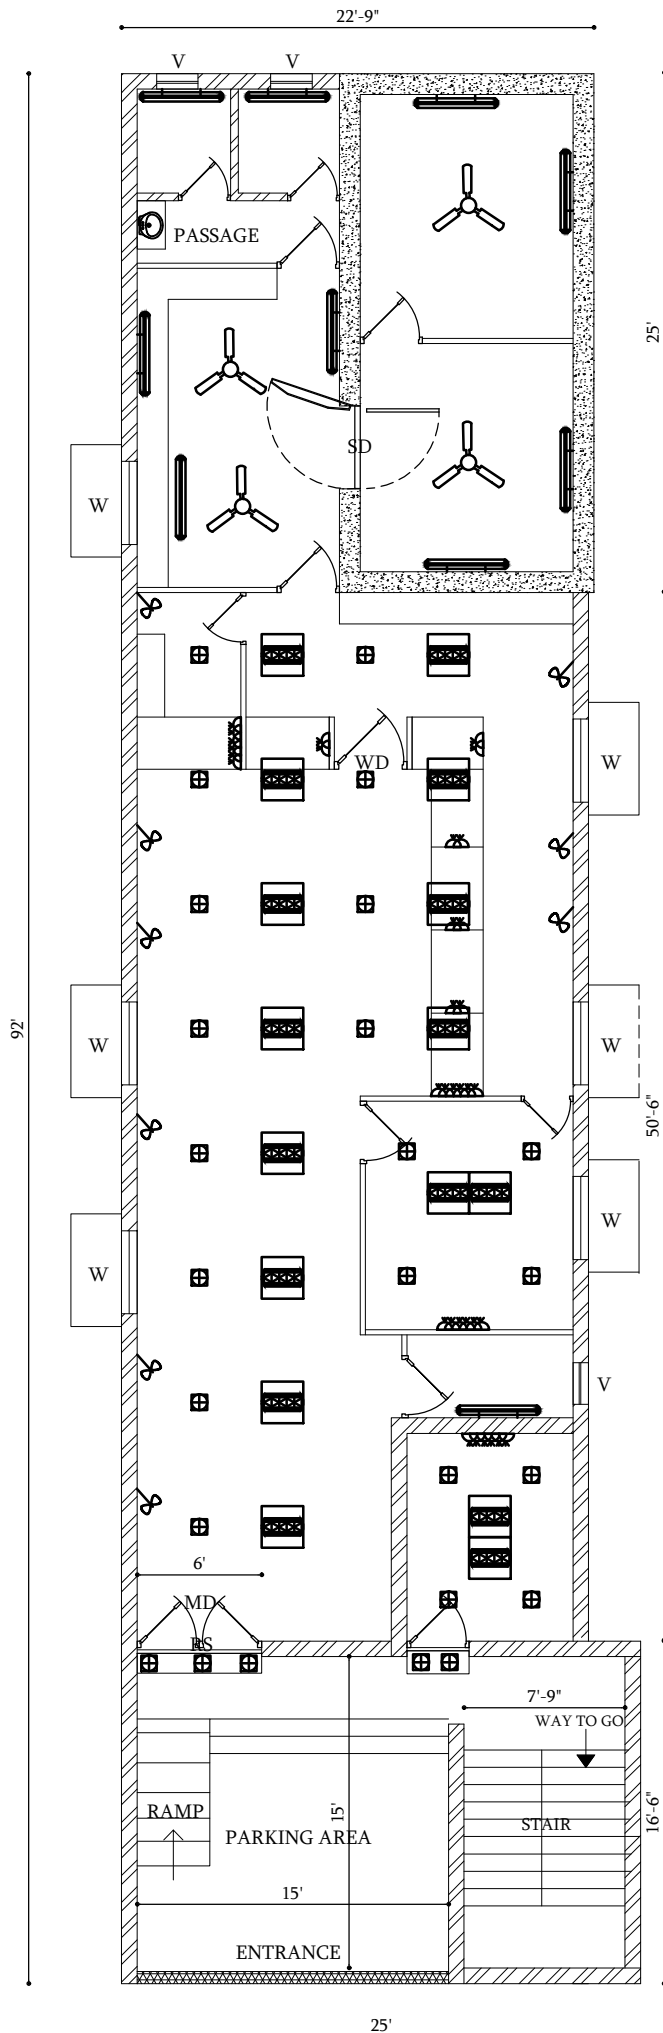 22'-9"
V
V
PASSAGE
25'
SD
W
WD
W
92'
W
W
50'-6"
W
W
V
6'
MD
RS
7'-9"
WAY TO GO
RAMP
15'
STAIR
16'-6"
PARKING AREA
15'
ENTRANCE
25'